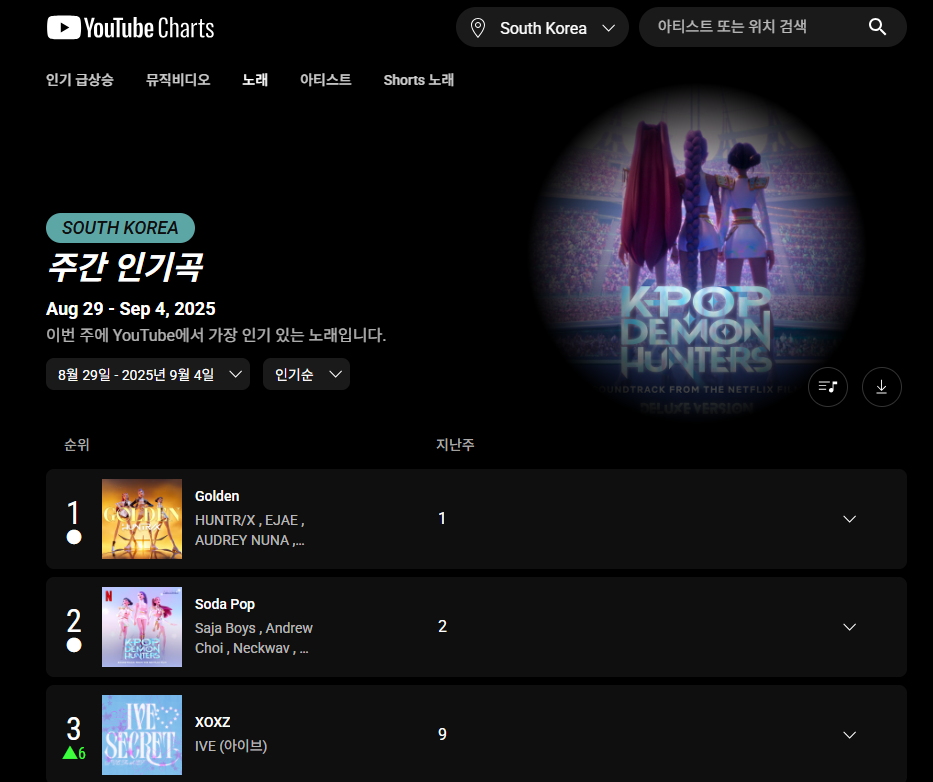 YouTube Charts
South Korea
아티스트 또는 위치 검색
인기 급상승
뮤직비디오
노래
아티스트
Shorts 노래
K-POP
DEMON
HUNTERS
SOUNDTRACK FROM THE NETFLIX FILM
DELUXE VERSION
SOUTH KOREA
주간 인기곡
Aug 29 - Sep 4, 2025
이번 주에 YouTube에서 가장 인기 있는 노래입니다.
8월 29일 - 2025년 9월 4일
인기순
순위
지난주
1
GOLDEN
HUNTR/X
Golden
HUNTR/X , EJAE ,
AUDREY NUNA ,...
1
2
N
KPOP
DEMON
HUNTERS
Soda Pop
Saja Boys , Andrew
Choi , Neckwav , ...
2
3
6
IVE
SECRET
XOXZ
IVE (아이브)
9